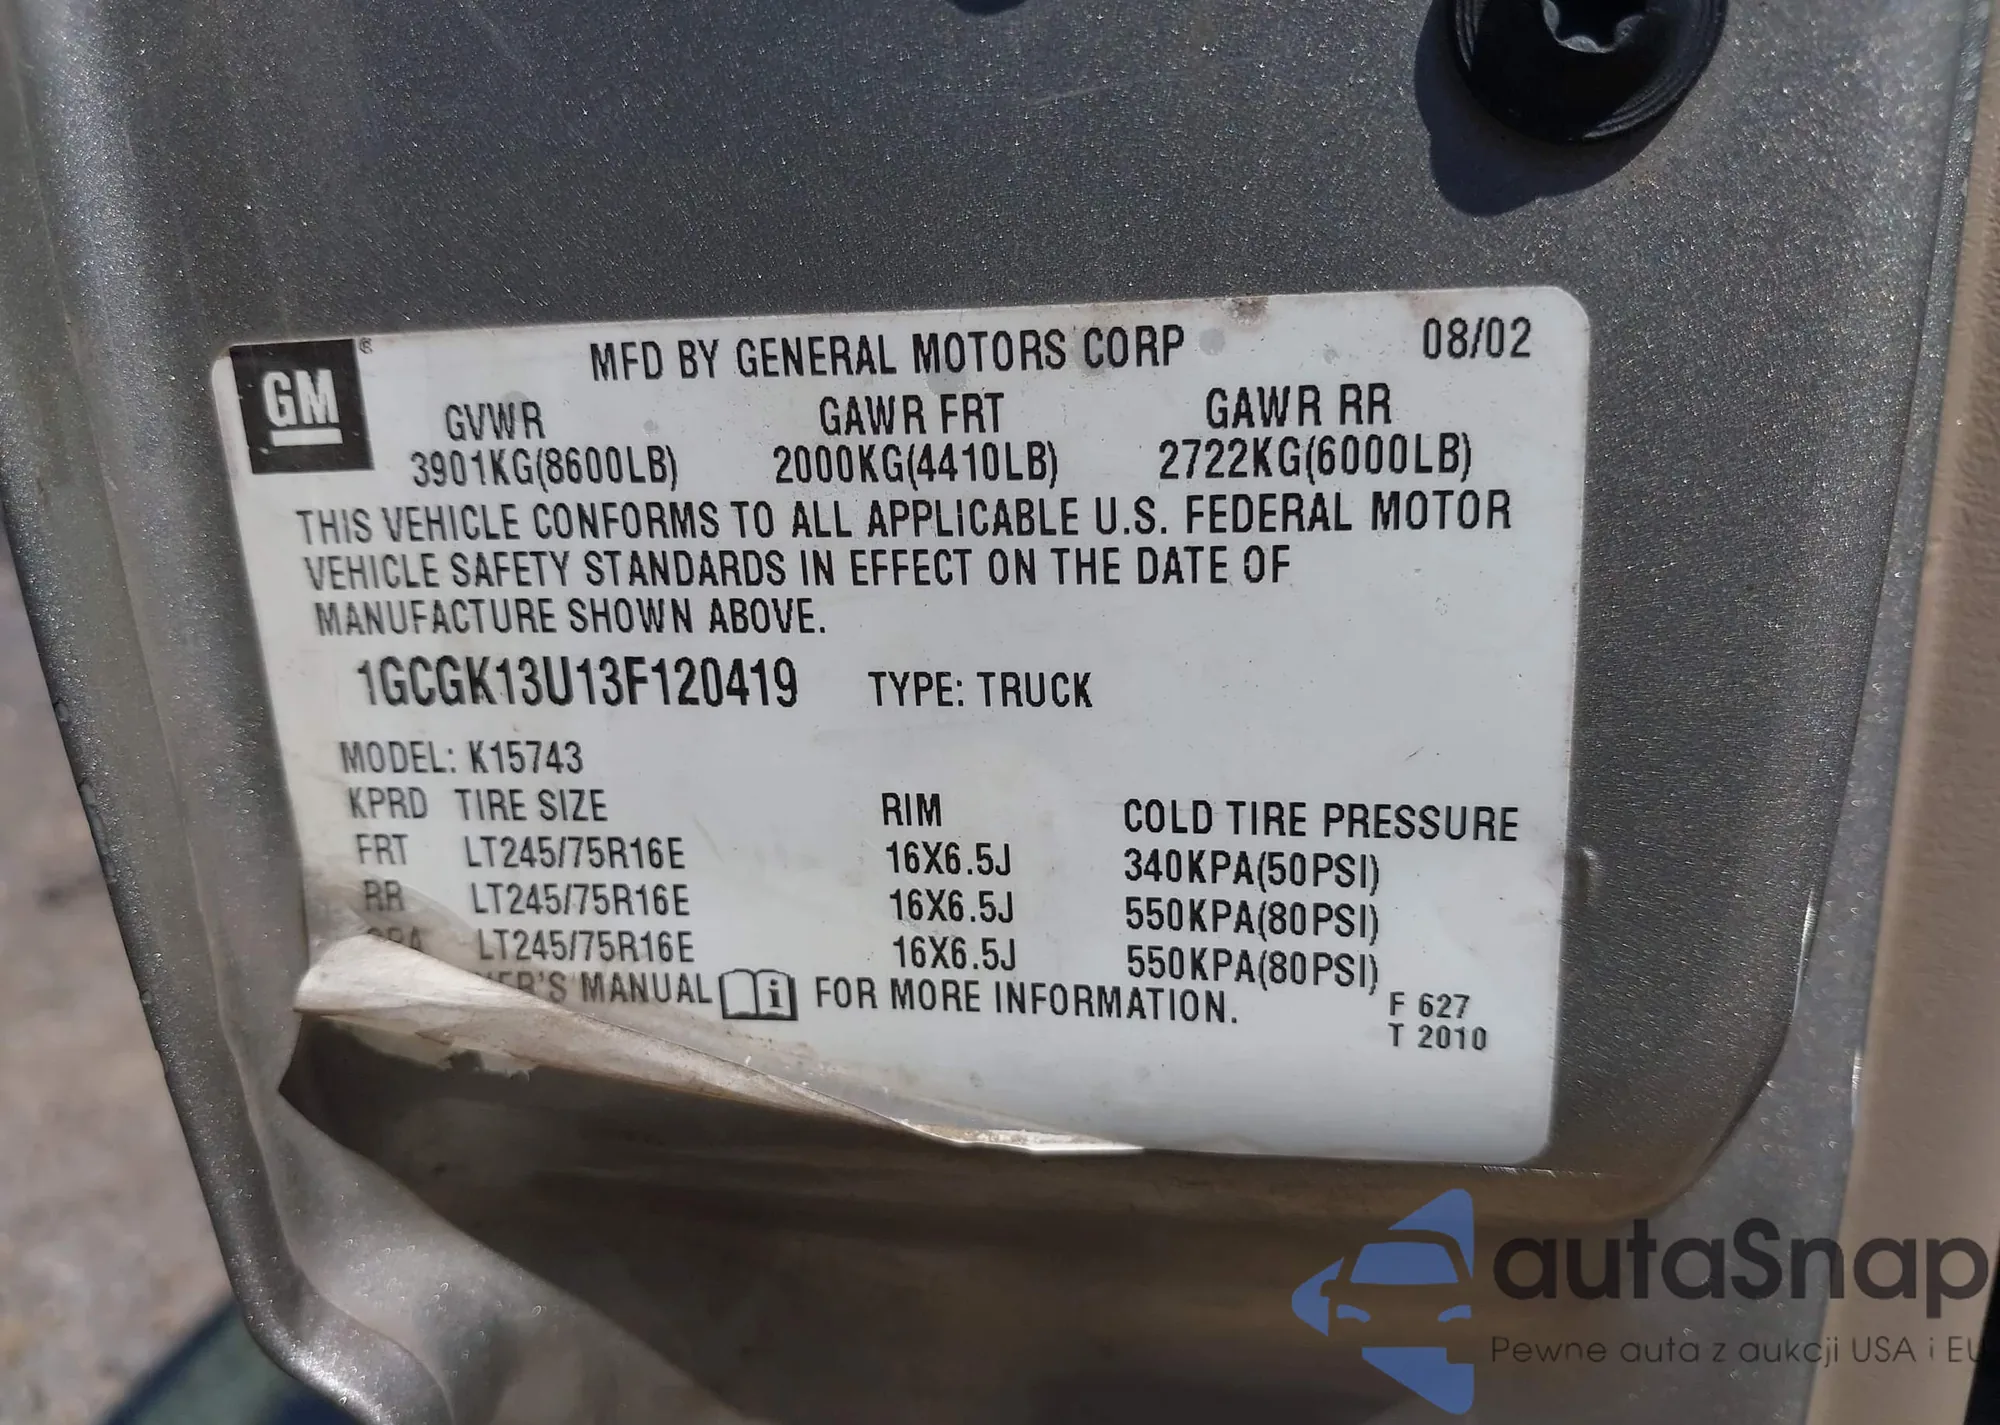 GM ®
MFD BY GENERAL MOTORS CORP 08/02
GVWR GAWR FRT GAWR RR
3901KG(8600LB) 2000KG(4410LB) 2722KG(6000LB)
THIS VEHICLE CONFORMS TO ALL APPLICABLE U.S. FEDERAL MOTOR
VEHICLE SAFETY STANDARDS IN EFFECT ON THE DATE OF
MANUFACTURE SHOWN ABOVE.
1GCGK13U13F120419 TYPE: TRUCK
MODEL: K15743
KPRD TIRE SIZE RIM COLD TIRE PRESSURE
FRT LT245/75R16E 16X6.5J 340KPA(50PSI)
RR LT245/75R16E 16X6.5J 550KPA(80PSI)
LT245/75R16E 16X6.5J 550KPA(80PSI)
MANUAL i FOR MORE INFORMATION.
F 627
T 2010
autaSnap
Pewne auta z aukcji USA i EU